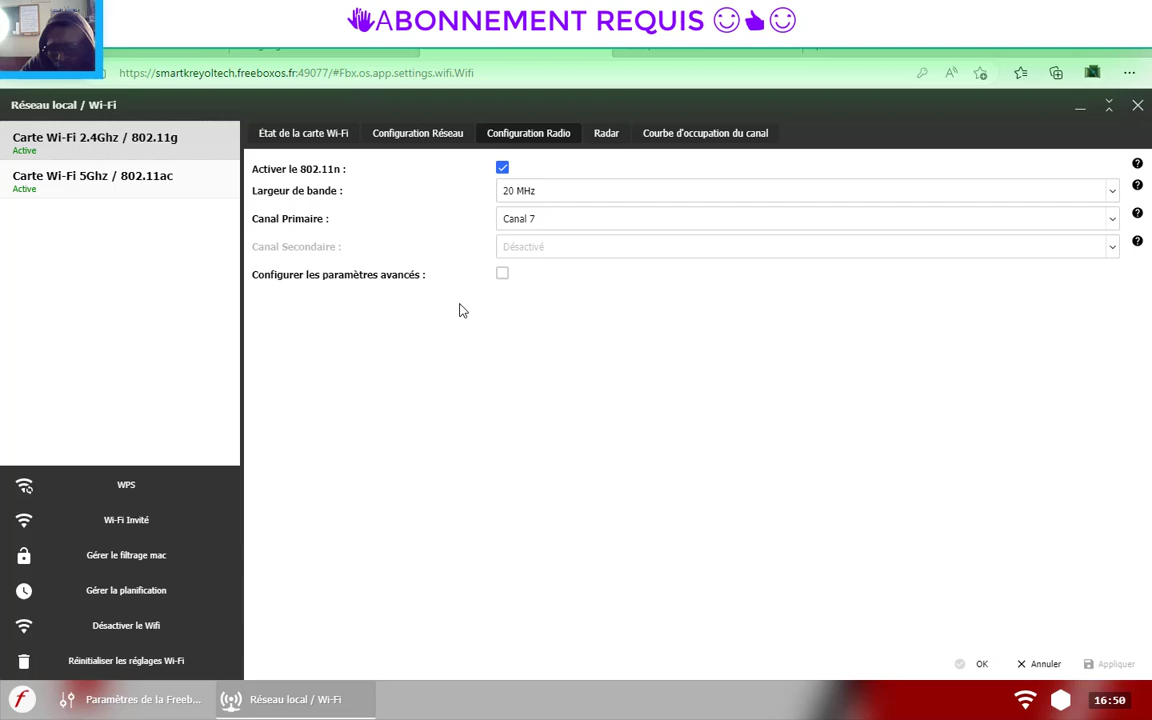 ABONNEMENT REQUIS
https://smartkreyoltech.freeboxos.fr:49077/#Fbx.os.app.settings.wifi.Wifi
Réseau local / Wi-Fi
Carte Wi-Fi 2.4Ghz / 802.11g
Active
Carte Wi-Fi 5Ghz / 802.11ac
Active
État de la carte Wi-Fi
Configuration Réseau
Configuration Radio
Radar
Courbe d'occupation du canal
Activer le 802.11n :
Largeur de bande :
20 MHz
Canal Primaire :
Canal 7
Canal Secondaire :
Désactivé
Configurer les paramètres avancés :
WPS
Wi-Fi Invité
Gérer le filtrage mac
Gérer la planification
Désactiver le Wifi
Réinitialiser les réglages Wi-Fi
OK
Annuler
Appliquer
Paramètres de la Freeb...
Réseau local / Wi-Fi
16:50